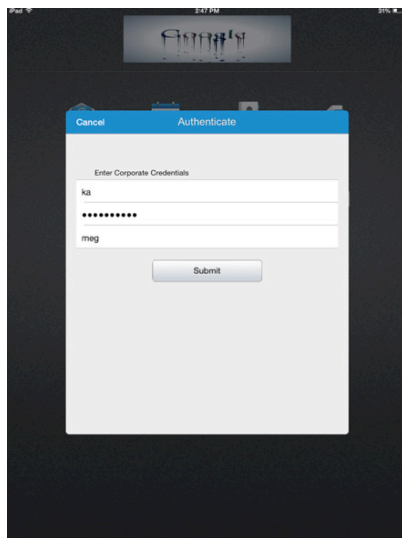 iPad 2:47 PM 31%
Cancel Authenticate
Enter Corporate Credentials
ka
••••••••••
meg
Submit